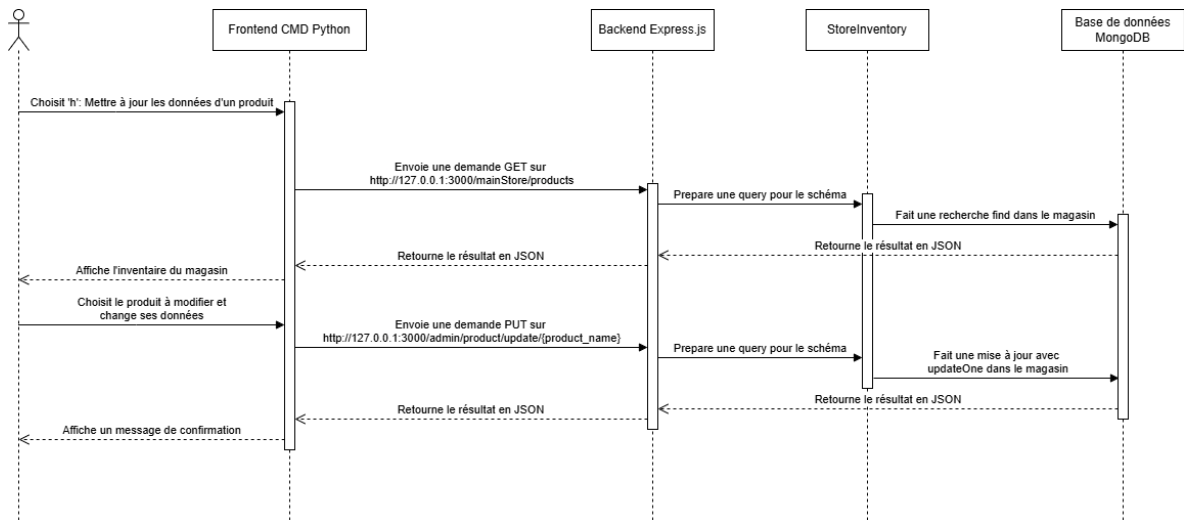 Frontend CMD Python
Backend Express.js
StoreInventory
Base de données
MongoDB
Choisit 'h': Mettre à jour les données d'un produit
Envoie une demande GET sur
http://127.0.0.1:3000/mainStore/products
Prepare une query pour le schéma
Fait une recherche find dans le magasin
Retourne le résultat en JSON
Retourne le résultat en JSON
Affiche l'inventaire du magasin
Choisit le produit à modifier et
change ses données
Envoie une demande PUT sur
http://127.0.0.1:3000/admin/product/update/{product_name}
Prepare une query pour le schéma
Fait une mise à jour avec
updateOne dans le magasin
Retourne le résultat en JSON
Retourne le résultat en JSON
Affiche un message de confirmation